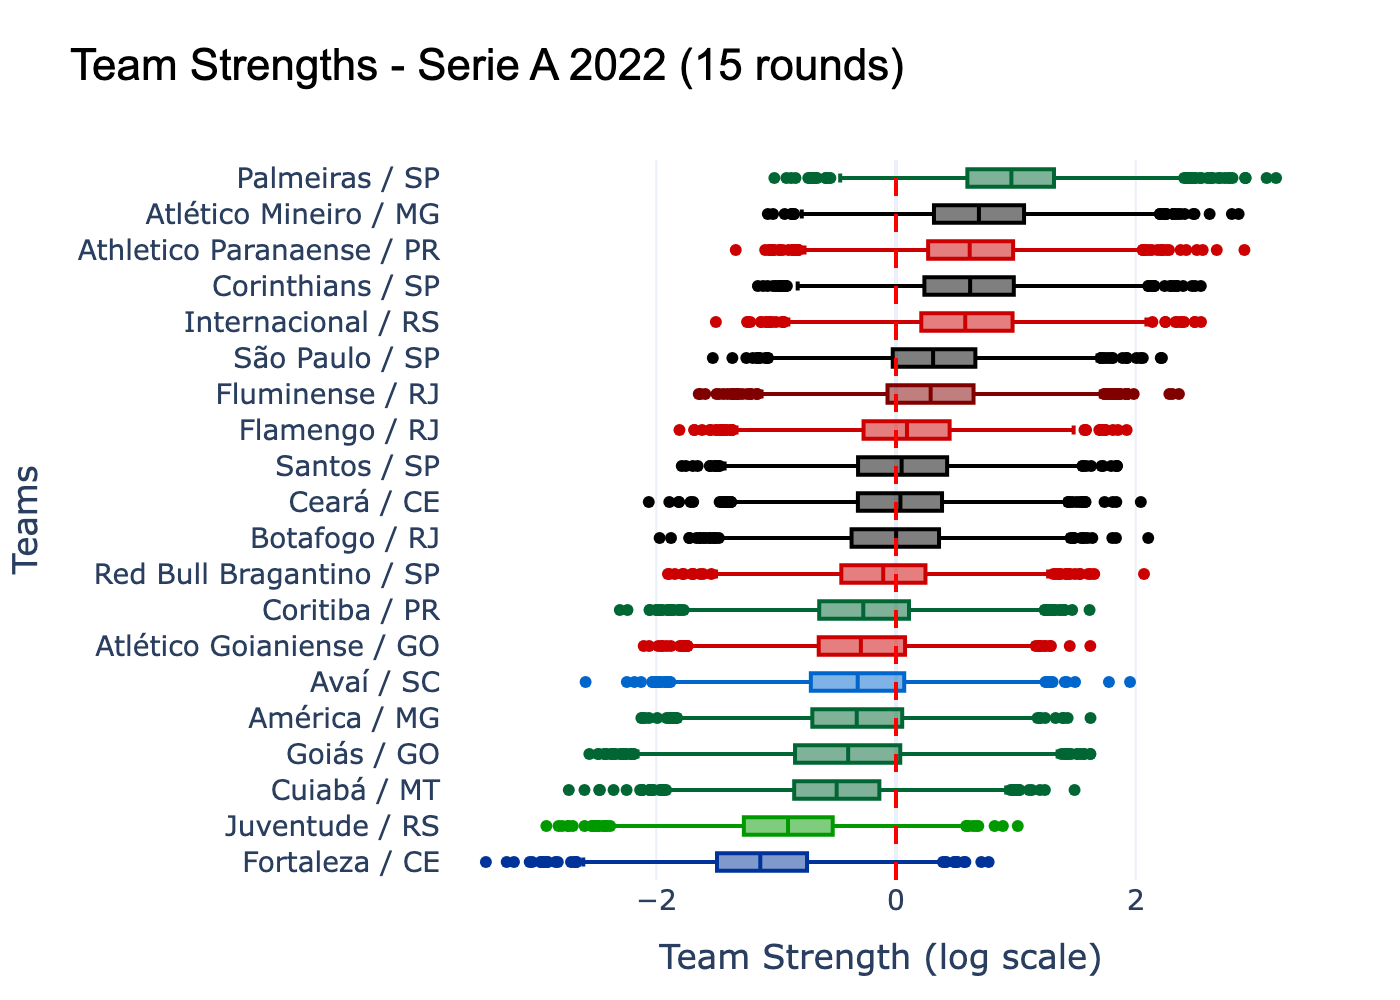 Team Strengths - Serie A 2022 (15 rounds)
Teams
Palmeiras / SP
Atlético Mineiro / MG
Athletico Paranaense / PR
Corinthians / SP
Internacional / RS
São Paulo / SP
Fluminense / RJ
Flamengo / RJ
Santos / SP
Ceará / CE
Botafogo / RJ
Red Bull Bragantino / SP
Coritiba / PR
Atlético Goianiense / GO
Avaí / SC
América / MG
Goiás / GO
Cuiabá / MT
Juventude / RS
Fortaleza / CE
−2 0 2
Team Strength (log scale)